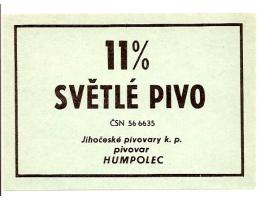 11%
SVĚTLÉ PIVO
ČSN 56 6635
Jihočeské pivovary k. p.
pivovar
HUMPOLEC